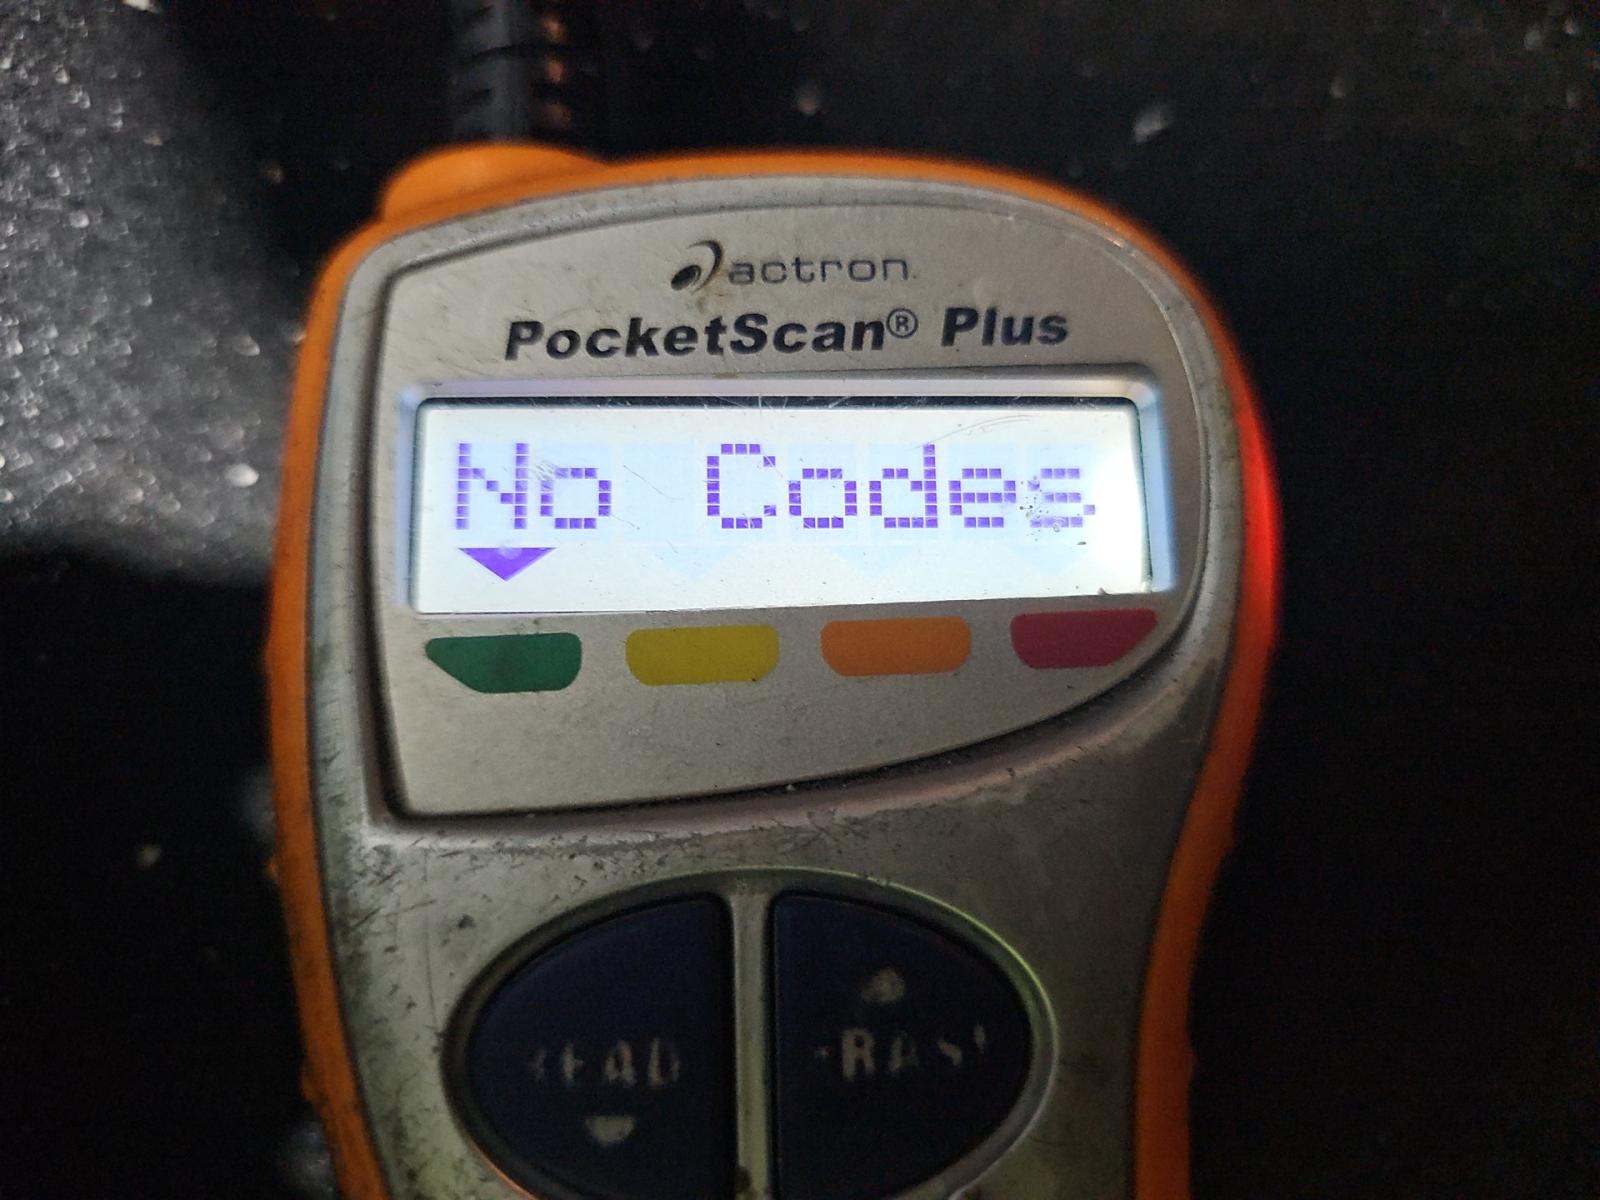 actron
PocketScan® Plus
No Codes